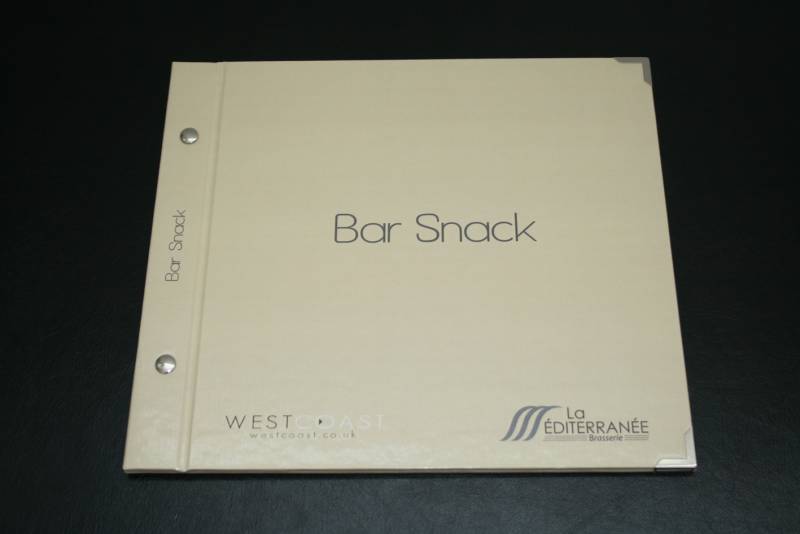 Bar Snack
Bar Snack
WESTCOAST
westcoast.co.uk
La
ÉDITERRANÉE
Brasserie